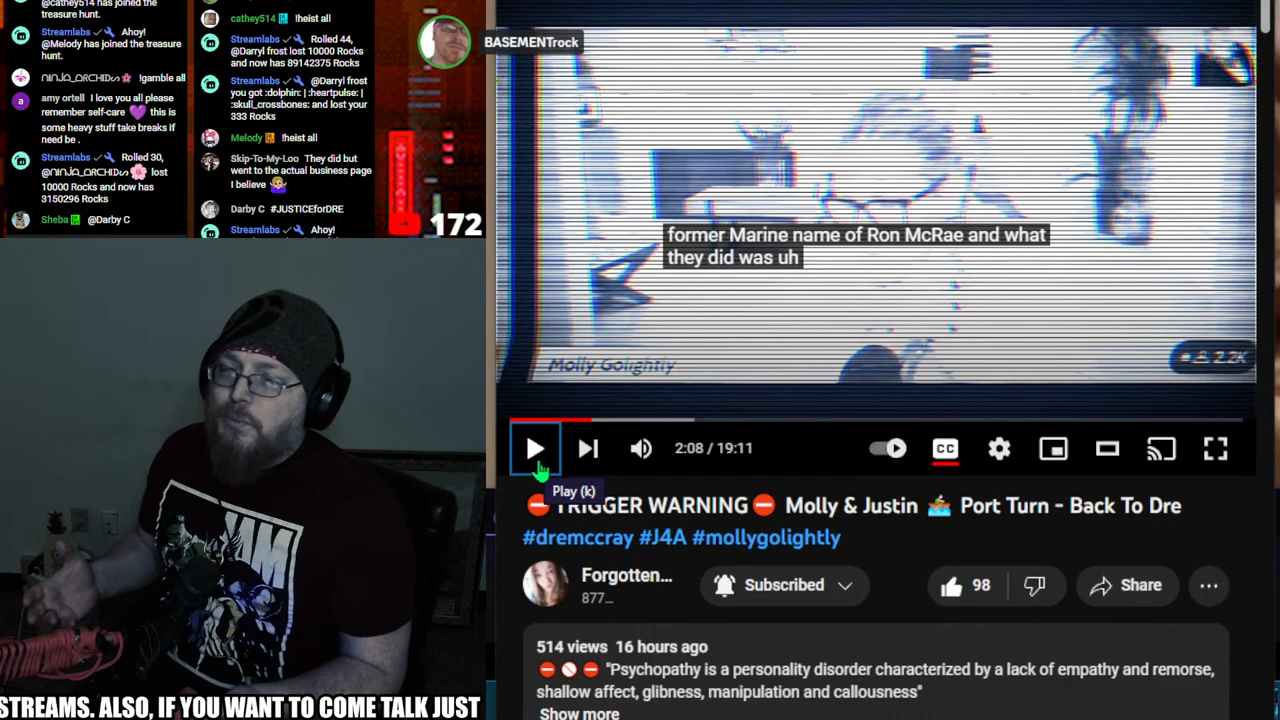 @cathey514 has joined the
treasure hunt.
Streamlabs Ahoy!
@Melody has joined the treasure
hunt.
!gamble all
amy ortell I love you all please
remember self-care 💜 this is
some heavy stuff take breaks if
need be .
Streamlabs Rolled 30,
lost
10000 Rocks and now has
3150296 Rocks
Sheba @Darby C
cathey514 !heist all
Streamlabs Rolled 44,
@Darryl frost lost 10000 Rocks
and now has 89142375 Rocks
Streamlabs @Darryl frost
you got :dolphin: | :heartpulse: |
:skull_crossbones: and lost your
333 Rocks
Melody !heist all
Skip-To-My-Loo They did but
went to the actual business page
I believe
Darby C #JUSTICEforDRE
Streamlabs Ahoy!
172
BASEMENTrock
former Marine name of Ron McRae and what
they did was uh
Molly Golightly
2.2K
2:08 / 19:11
CC
Play (k)
⛔ TRIGGER WARNING⛔ Molly & Justin 🚣 Port Turn - Back To Dre
#dremccray #J4A #mollygolightly
Forgotten...
877...
Subscribed
98
Share
514 views 16 hours ago
⛔🚫⛔ "Psychopathy is a personality disorder characterized by a lack of empathy and remorse,
shallow affect, glibness, manipulation and callousness"
Show more
STREAMS. ALSO, IF YOU WANT TO COME TALK JUST